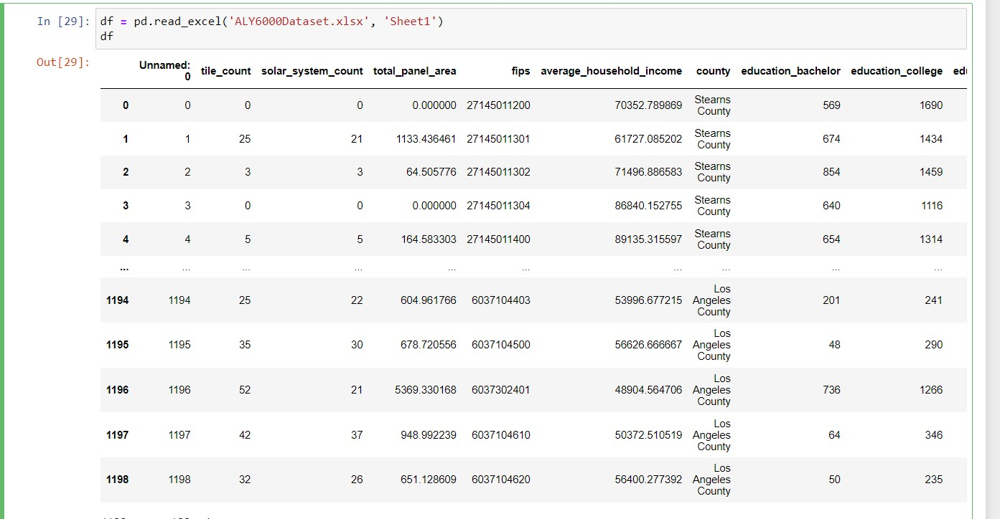 In [29]: df = pd.read_excel('ALY6000Dataset.xlsx', 'Sheet1')
df
Out[29]:
Unnamed: 0 tile_count solar_system_count total_panel_area fips average_household_income county education_bachelor education_college
0 0 0 0 0.000000 27145011200 70352.789869 Stearns County 569 1690
1 1 25 21 1133.436461 27145011301 61727.085202 Stearns County 674 1434
2 2 3 3 64.505776 27145011302 71496.886583 Stearns County 854 1459
3 3 0 0 0.000000 27145011304 86840.152755 Stearns County 640 1116
4 4 5 5 164.583303 27145011400 89135.315597 Stearns County 654 1314
... ... ... ... ... ... ... ... ... ...
1194 1194 25 22 604.961766 6037104403 53996.677215 Los Angeles County 201 241
1195 1195 35 30 678.720556 6037104500 56626.666667 Los Angeles County 48 290
1196 1196 52 21 5369.330168 6037302401 48904.564706 Los Angeles County 736 1266
1197 1197 42 37 948.992239 6037104610 50372.510519 Los Angeles County 64 346
1198 1198 32 26 651.128609 6037104620 56400.277392 Los Angeles County 50 235